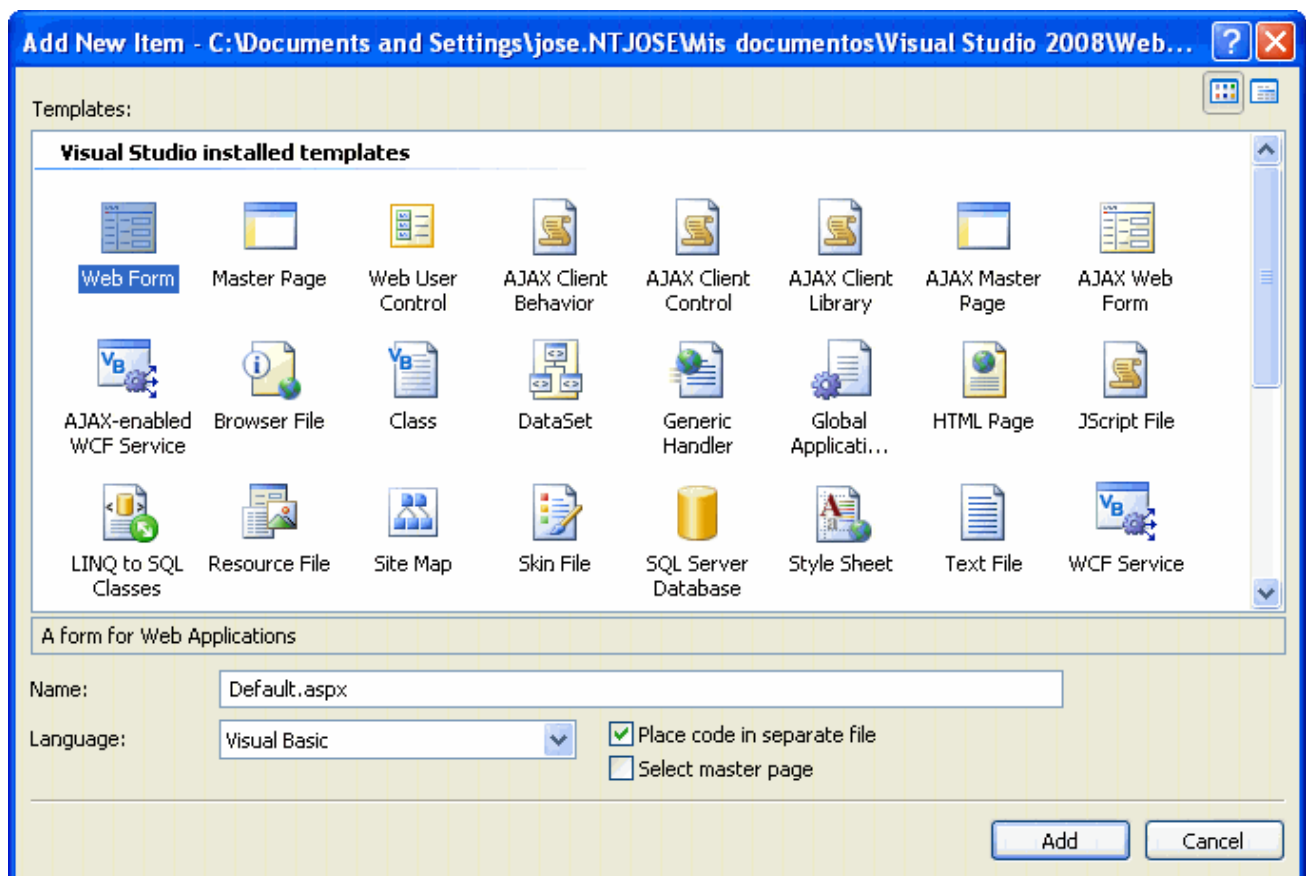 Add New Item - C:\Documents and Settings\jose.NTJOSE\Mis documentos\Visual Studio 2008\Web...
Templates:
Visual Studio installed templates
Web Form
Master Page
Web User
Control
AJAX Client
Behavior
AJAX Client
Control
AJAX Client
Library
AJAX Master
Page
AJAX Web
Form
AJAX-enabled
WCF Service
Browser File
Class
DataSet
Generic
Handler
Global
Applicati...
HTML Page
JScript File
LINQ to SQL
Classes
Resource File
Site Map
Skin File
SQL Server
Database
Style Sheet
Text File
WCF Service
A form for Web Applications
Name:
Default.aspx
Language:
Visual Basic
Place code in separate file
Select master page
Add
Cancel